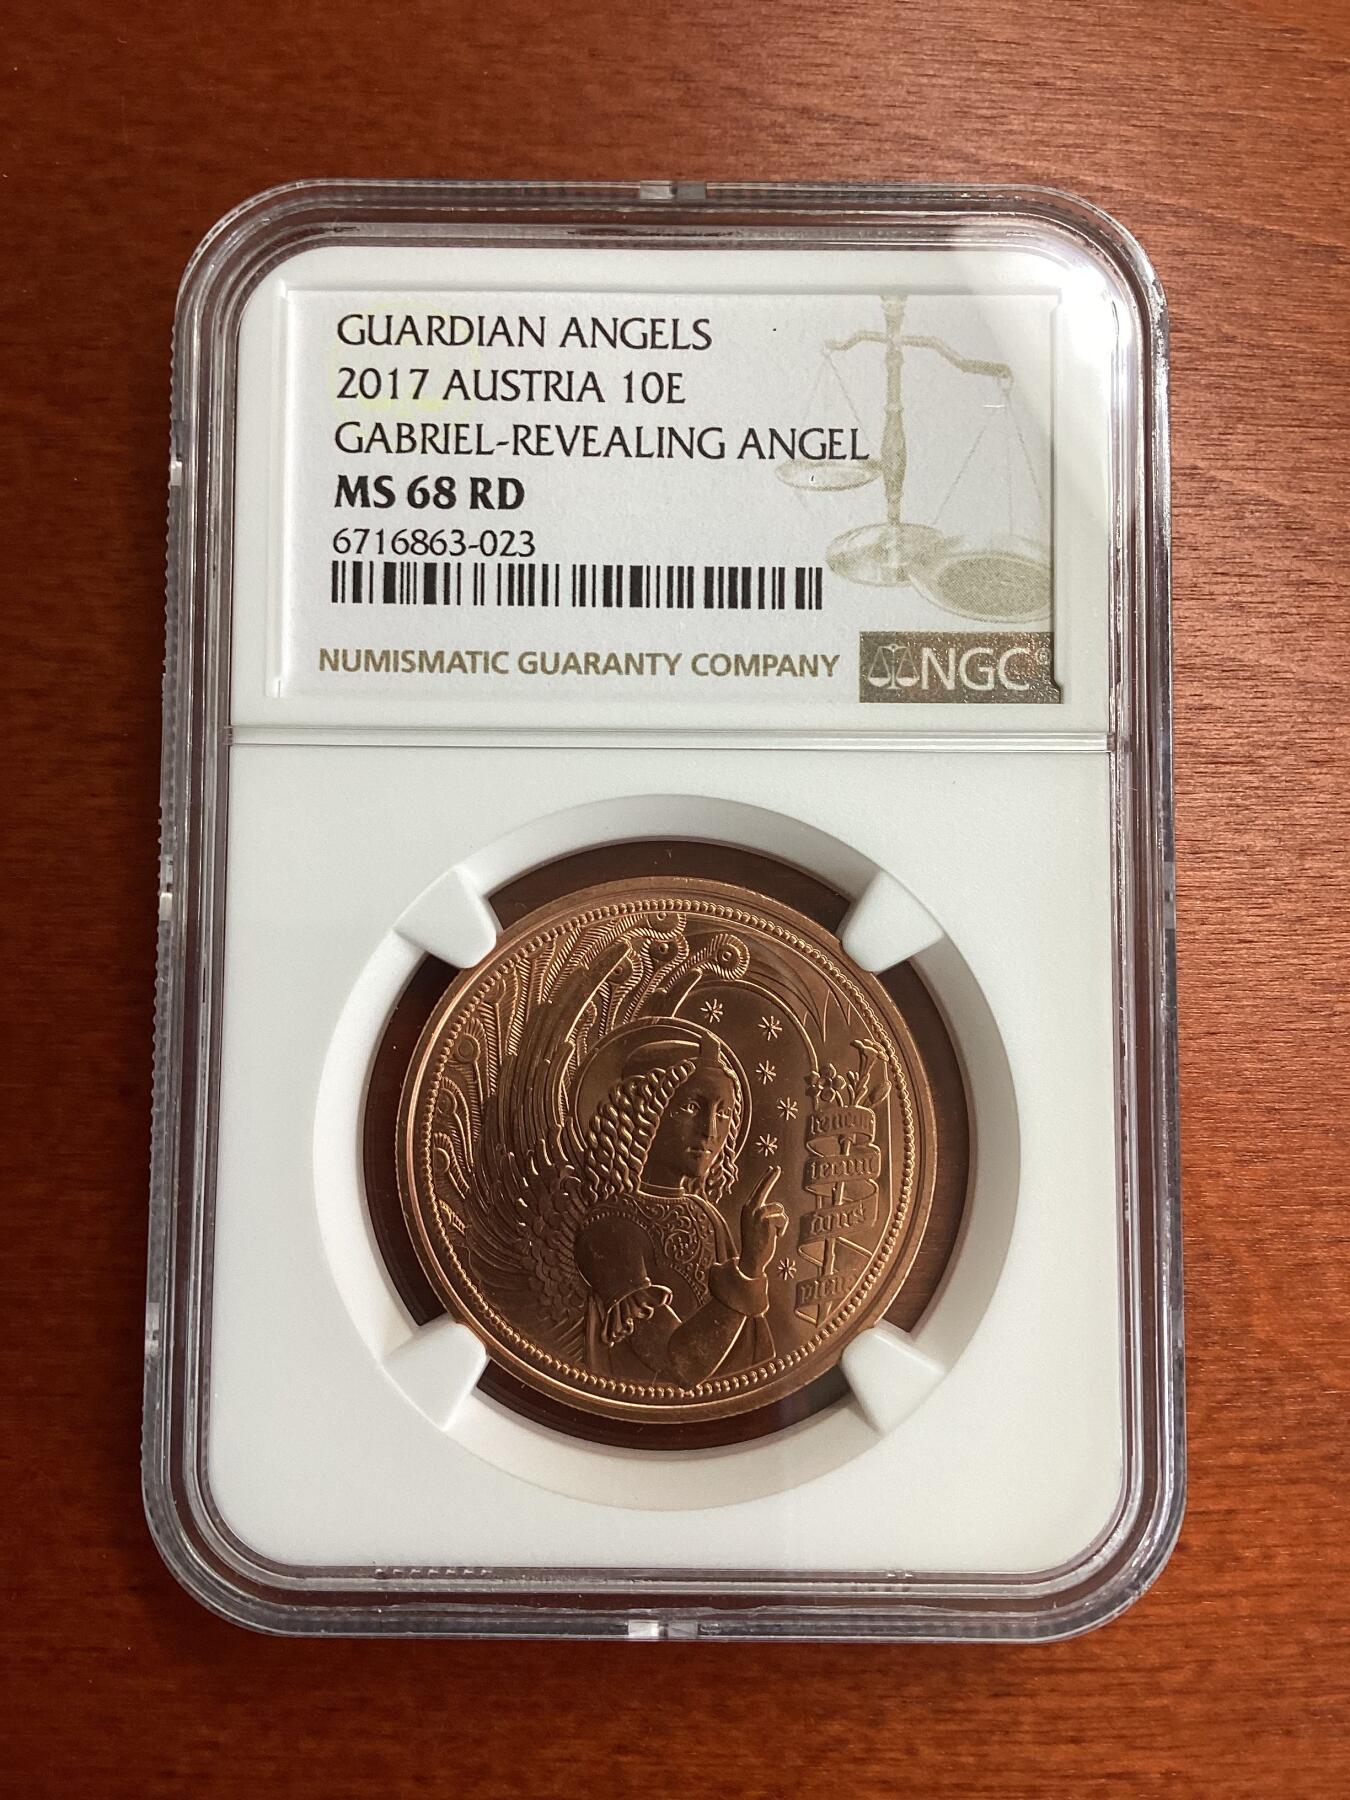 GUARDIAN ANGELS
2017 AUSTRIA 10E
GABRIEL-REVEALING ANGEL
MS 68 RD
6716863-023
NUMISMATIC GUARANTY COMPANY
NGC®